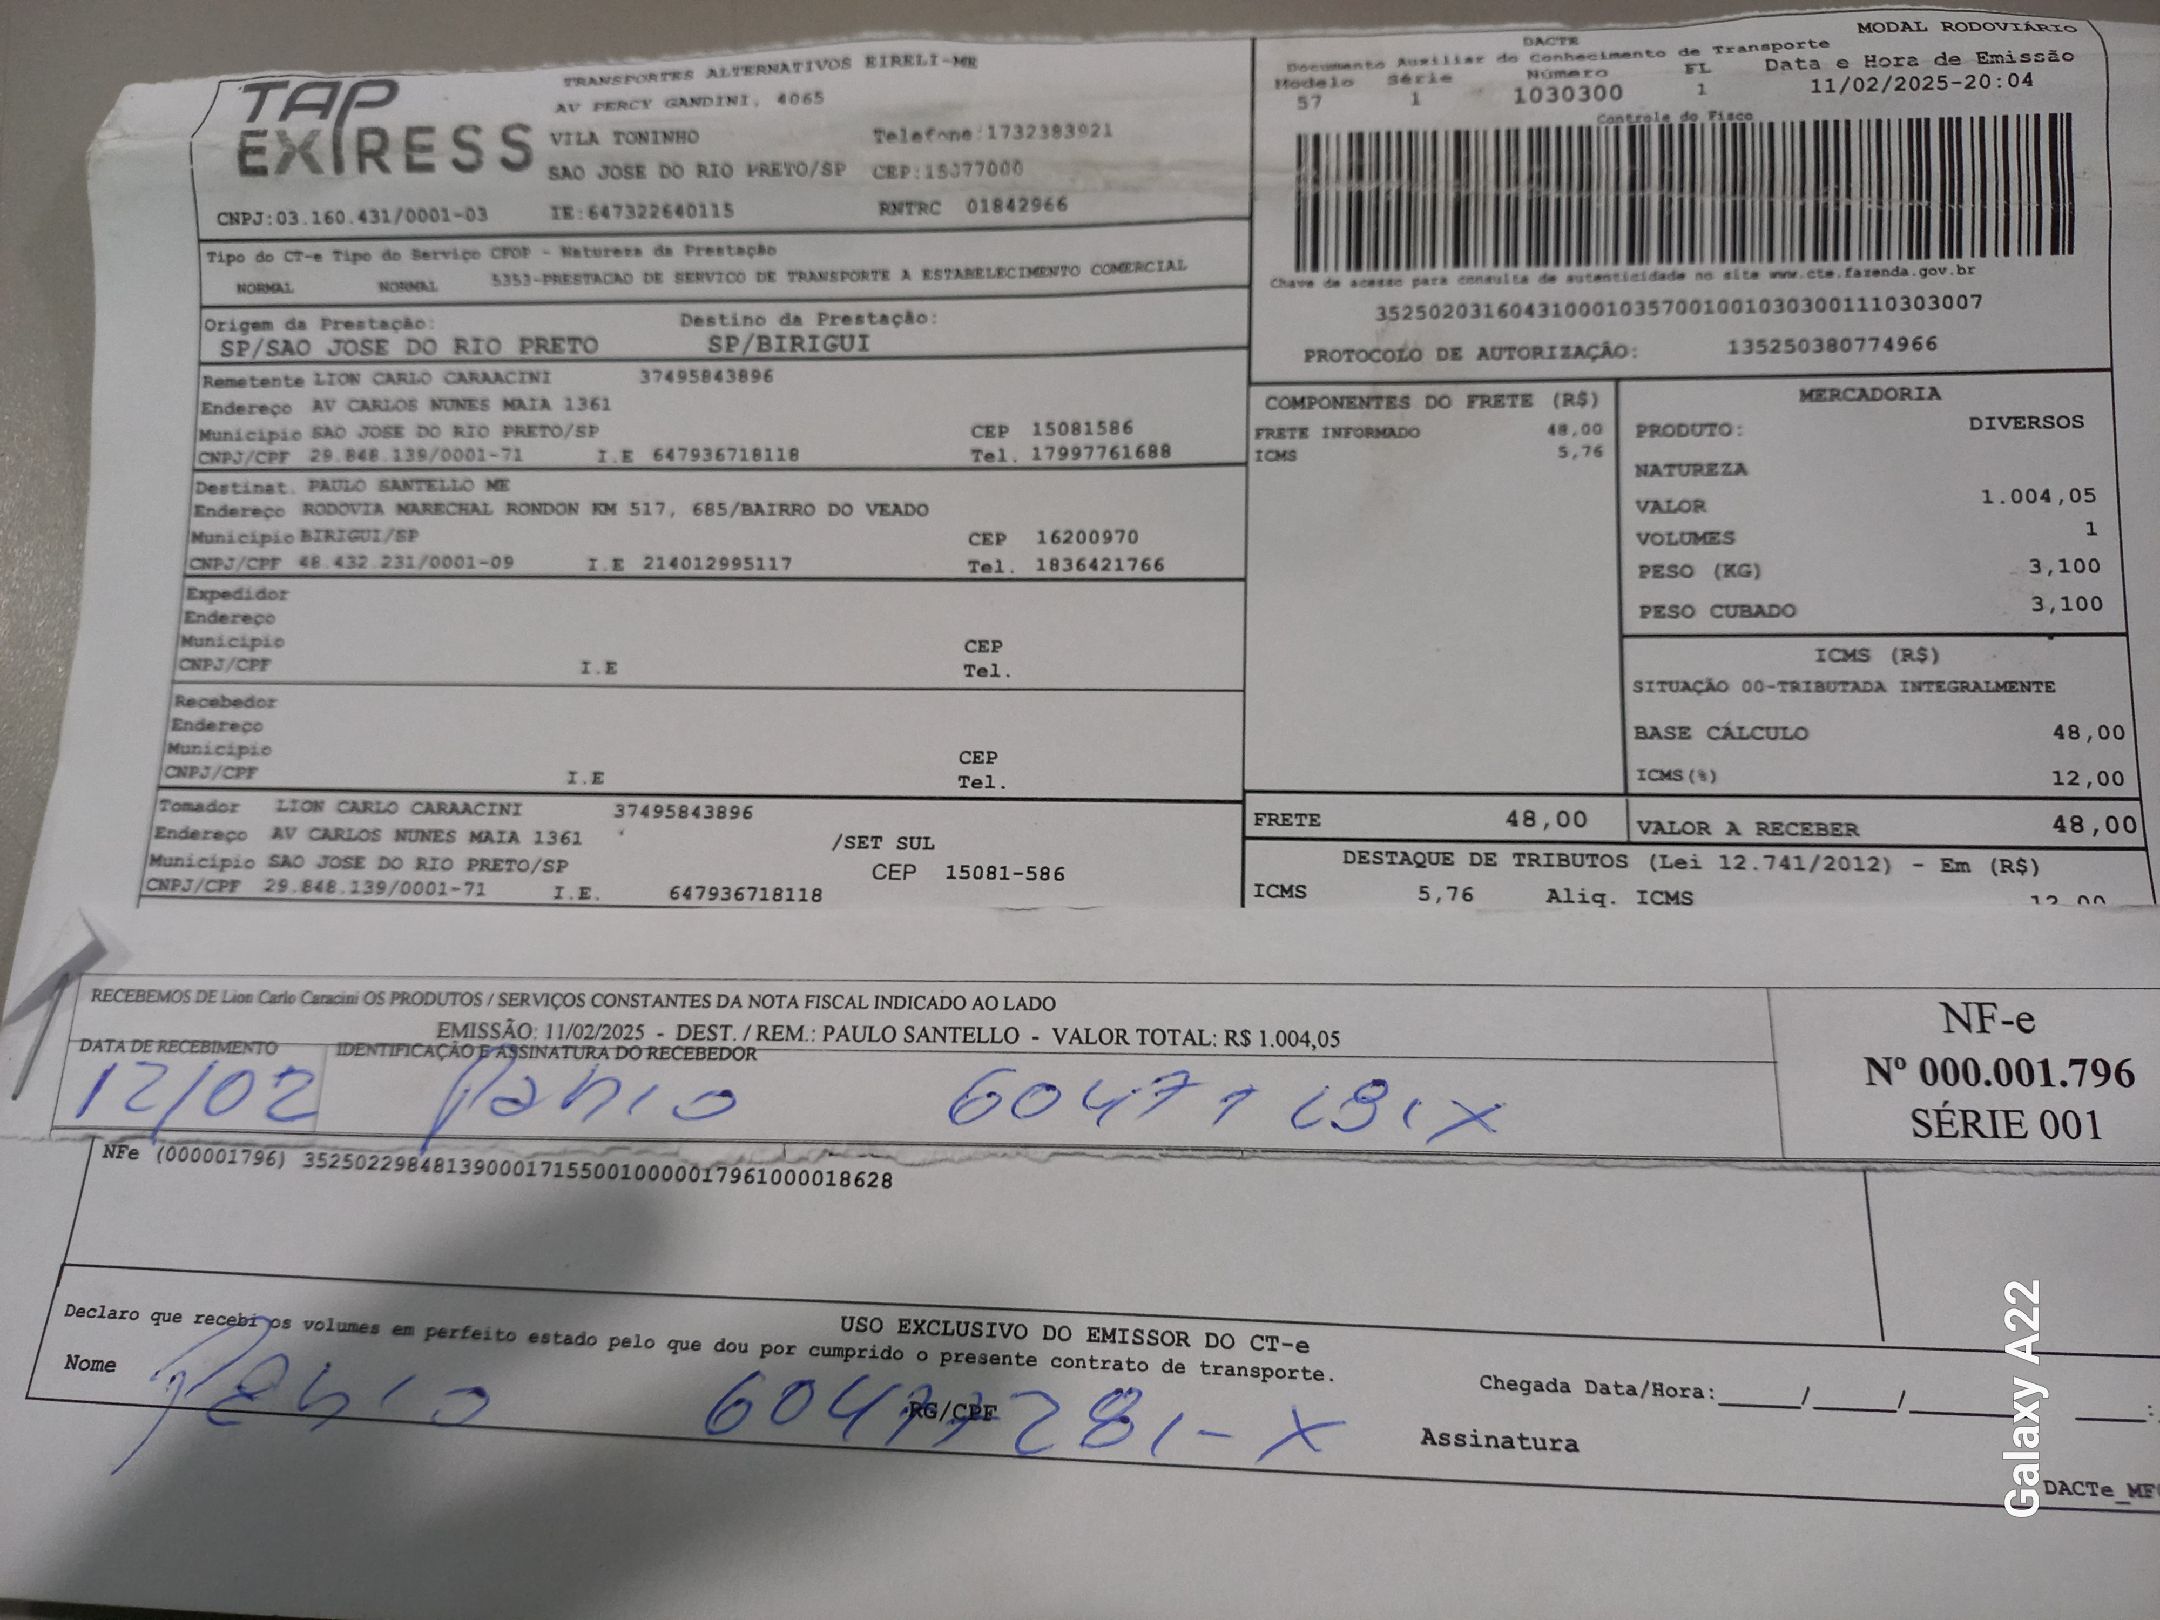 TAP EXPRESS
TRANSPORTES ALTERNATIVOS EIRELI-ME
AV PERCY GANDINI, 4065
VILA TONINHO Telefone:1732383921
SAO JOSE DO RIO PRETO/SP CEP:15077000
CNPJ:03.160.431/0001-03 IE:647322640115 RNTRC 01842966
Tipo do CT-e Tipo do Serviço CFOP - Natureza da Prestação
NORMAL NORMAL 5353-PRESTACAO DE SERVICO DE TRANSPORTE A ESTABELECIMENTO COMERCIAL
Origem da Prestação: Destino da Prestação:
SP/SAO JOSE DO RIO PRETO SP/BIRIGUI
Remetente LION CARLO CARAACINI 37495843896
Endereço AV CARLOS NUNES MAIA 1361
Município SAO JOSE DO RIO PRETO/SP CEP 15081586
CNPJ/CPF 29.848.139/0001-71 I.E 647936718118 Tel. 17997761688
Destinat. PAULO SANTELLO ME
Endereço RODOVIA MARECHAL RONDON KM 517, 685/BAIRRO DO VEADO
Município BIRIGUI/SP CEP 16200970
CNPJ/CPF 48.432.231/0001-09 I.E 214012995117 Tel. 1836421766
Expedidor
Endereço
Município CEP
CNPJ/CPF I.E Tel.
Recebedor
Endereço
Município CEP
CNPJ/CPF I.E Tel.
Tomador LION CARLO CARAACINI 37495843896
Endereço AV CARLOS NUNES MAIA 1361 /SET SUL
Município SAO JOSE DO RIO PRETO/SP CEP 15081-586
CNPJ/CPF 29.848.139/0001-71 I.E. 647936718118
MODAL RODOVIÁRIO
DACTE
Documento Auxiliar do Conhecimento de Transporte
Modelo Série Número FL Data e Hora de Emissão
57 1 1030300 1 11/02/2025-20:04
Controle do Fisco
Chave de acesso para consulta de autenticidade no site www.cte.fazenda.gov.br
35250203160431000103570010010303001110303007
PROTOCOLO DE AUTORIZAÇÃO: 135250380774966
COMPONENTES DO FRETE (R$)
FRETE INFORMADO 48,00
ICMS 5,76
MERCADORIA
PRODUTO: DIVERSOS
NATUREZA
VALOR 1.004,05
VOLUMES 1
PESO (KG) 3,100
PESO CUBADO 3,100
ICMS (R$)
SITUAÇÃO 00-TRIBUTADA INTEGRALMENTE
BASE CÁLCULO 48,00
ICMS(%) 12,00
FRETE 48,00 VALOR A RECEBER 48,00
DESTAQUE DE TRIBUTOS (Lei 12.741/2012) - Em (R$)
ICMS 5,76 Aliq. ICMS 12,00
RECEBEMOS DE Lion Carlo Caracini OS PRODUTOS / SERVIÇOS CONSTANTES DA NOTA FISCAL INDICADO AO LADO
EMISSÃO: 11/02/2025 - DEST. / REM.: PAULO SANTELLO - VALOR TOTAL: R$ 1.004,05
DATA DE RECEBIMENTO IDENTIFICAÇÃO E ASSINATURA DO RECEBEDOR
12/02
NF-e
Nº 000.001.796
SÉRIE 001
NFe (000001796) 35250229848139000171550010000017961000018628
USO EXCLUSIVO DO EMISSOR DO CT-e
Declaro que recebi os volumes em perfeito estado pelo que dou por cumprido o presente contrato de transporte.
Nome RG/CPF 60477281-X
Chegada Data/Hora:_____/_____/_____ ____:
Assinatura
DACTe_MF
Galaxy A22